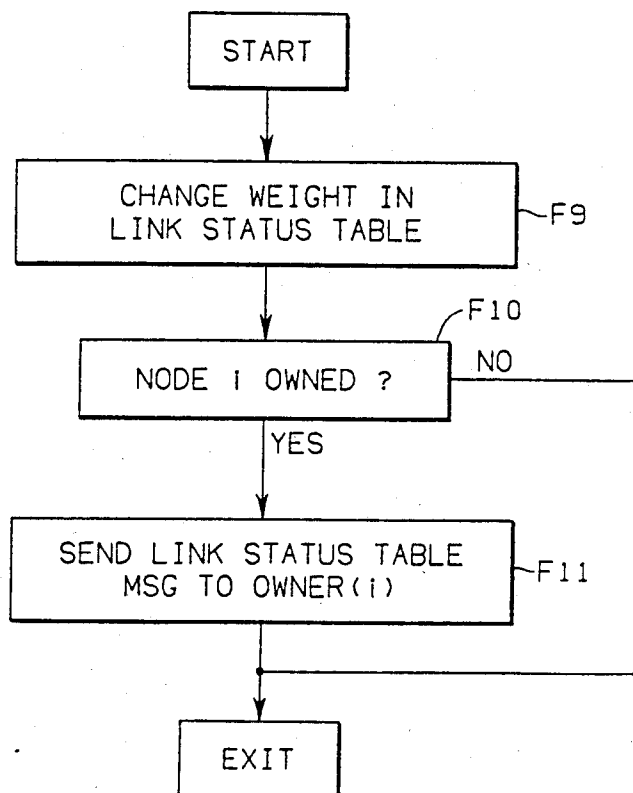 START
CHANGE WEIGHT IN
LINK STATUS TABLE
F9
F10
NODE i OWNED ?
NO
YES
SEND LINK STATUS TABLE
MSG TO OWNER(i)
F11
EXIT